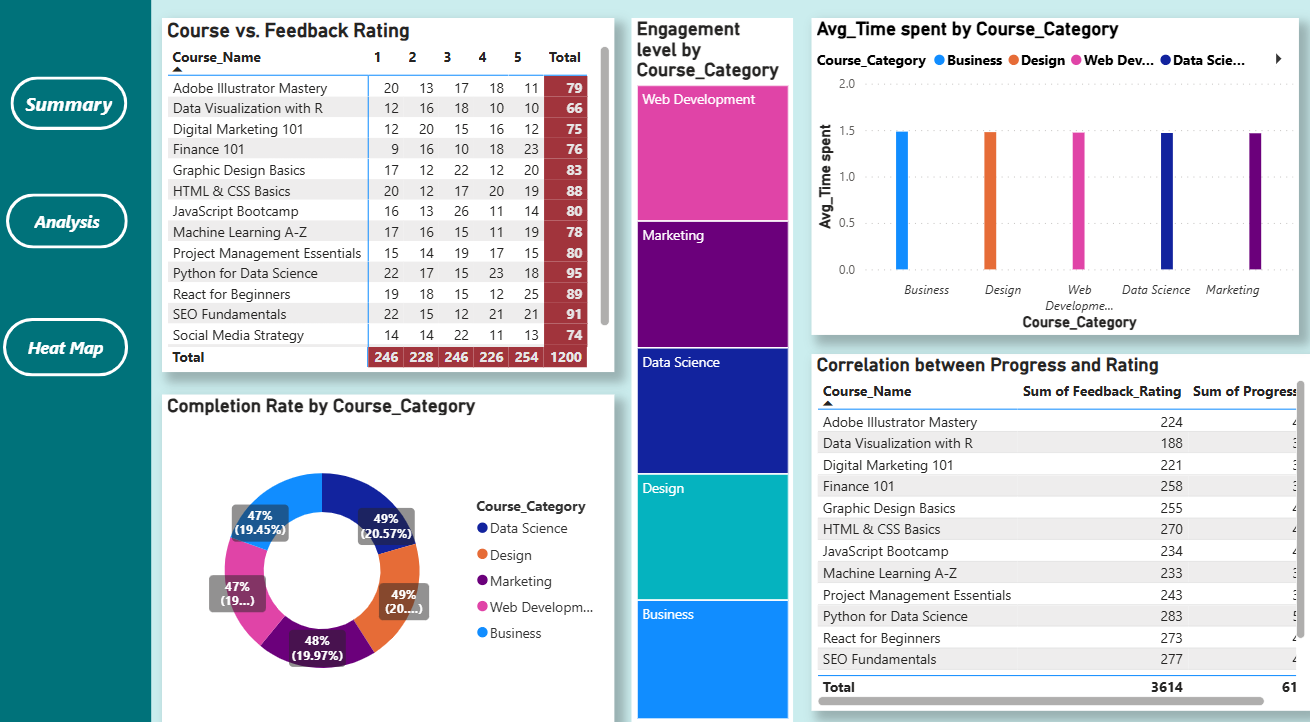 Summary
Analysis
Heat Map
Course vs. Feedback Rating
Course_Name 1 2 3 4 5 Total
Adobe Illustrator Mastery 20 13 17 18 11 79
Data Visualization with R 12 16 18 10 10 66
Digital Marketing 101 12 20 15 16 12 75
Finance 101 9 16 10 18 23 76
Graphic Design Basics 17 12 22 12 20 83
HTML & CSS Basics 20 12 17 20 19 88
JavaScript Bootcamp 16 13 26 11 14 80
Machine Learning A-Z 17 16 15 11 19 78
Project Management Essentials 15 14 19 17 15 80
Python for Data Science 22 17 15 23 18 95
React for Beginners 19 18 15 12 25 89
SEO Fundamentals 22 15 12 21 21 91
Social Media Strategy 14 14 22 11 13 74
Total 246 228 246 226 254 1200
Completion Rate by Course_Category
47%
(19.45%)
49%
(20.57%)
47%
(19...)
49%
(20....)
48%
(19.97%)
Course_Category
Data Science
Design
Marketing
Web Developm...
Business
Engagement
level by
Course_Category
Web Development
Marketing
Data Science
Design
Business
Avg_Time spent by Course_Category
Course_Category Business Design Web Dev... Data Scie...
Avg_Time spent
2.0
1.5
1.0
0.5
0.0
Business Design Web Developme... Data Science Marketing
Course_Category
Correlation between Progress and Rating
Course_Name Sum of Feedback_Rating Sum of Progress
Adobe Illustrator Mastery 224
Data Visualization with R 188
Digital Marketing 101 221
Finance 101 258
Graphic Design Basics 255
HTML & CSS Basics 270
JavaScript Bootcamp 234
Machine Learning A-Z 233
Project Management Essentials 243
Python for Data Science 283
React for Beginners 273
SEO Fundamentals 277
Total 3614 61